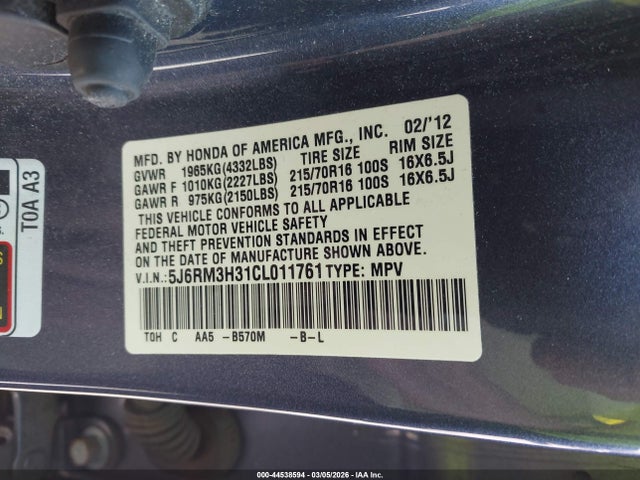 MFD. BY HONDA OF AMERICA MFG., INC. 02/'12
GVWR 1965KG(4332LBS) TIRE SIZE RIM SIZE
GAWR F 1010KG(2227LBS) 215/70R16 100S 16X6.5J
GAWR R 975KG(2150LBS) 215/70R16 100S 16X6.5J
THIS VEHICLE CONFORMS TO ALL APPLICABLE
FEDERAL MOTOR VEHICLE SAFETY
AND THEFT PREVENTION STANDARDS IN EFFECT
ON THE DATE OF MANUFACTURE SHOWN ABOVE.
V.I.N.: 5J6RM3H31CL011761 TYPE: MPV
TOH C AA5 -B570M -B-L
TOA A3
000-44538594 | 03/05/2026 | IAA Inc.